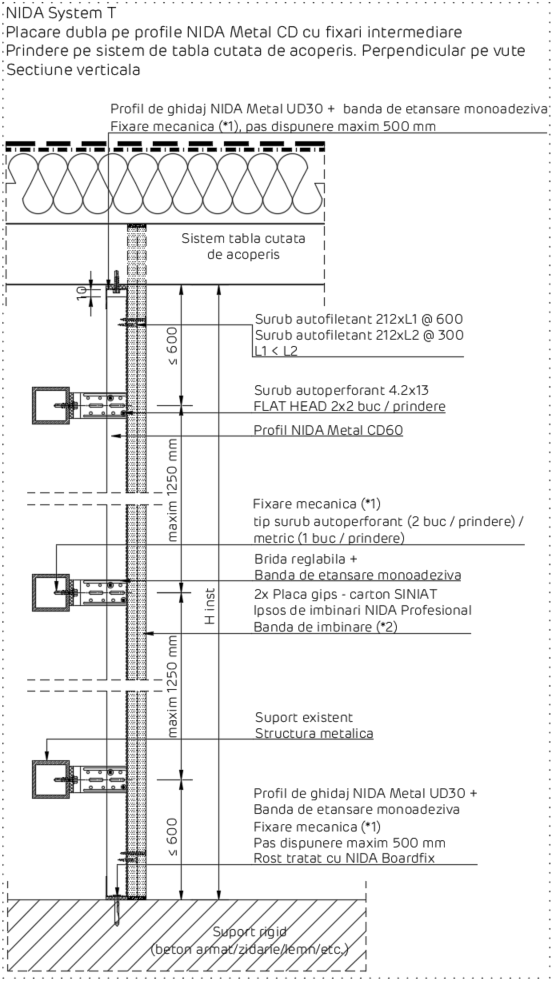 NIDA System T
Placare dubla pe profile NIDA Metal CD cu fixari intermediare
Prindere pe sistem de tabla cutata de acoperis. Perpendicular pe vute
Sectiune verticala
Profil de ghidaj NIDA Metal UD30 + banda de etansare monoadeziva
Fixare mecanica (*1), pas dispunere maxim 500 mm
Sistem tabla cutata
de acoperis
10
≤ 600
Surub autofiletant 212xL1 @ 600
Surub autofiletant 212xL2 @ 300
L1 < L2
Surub autoperforant 4.2x13
FLAT HEAD 2x2 buc / prindere
Profil NIDA Metal CD60
maxim 1250 mm
Fixare mecanica (*1)
tip surub autoperforant (2 buc / prindere) /
metric (1 buc / prindere)
Brida reglabila +
Banda de etansare monoadeziva
2x Placa gips - carton SINIAT
Ipsos de imbinari NIDA Profesional
Banda de imbinare (*2)
H inst
maxim 1250 mm
Suport existent
Structura metalica
Profil de ghidaj NIDA Metal UD30 +
Banda de etansare monoadeziva
Fixare mecanica (*1)
Pas dispunere maxim 500 mm
Rost tratat cu NIDA Boardfix
≤ 600
Suport rigid
(beton armat/zidarie/lemn/etc.)